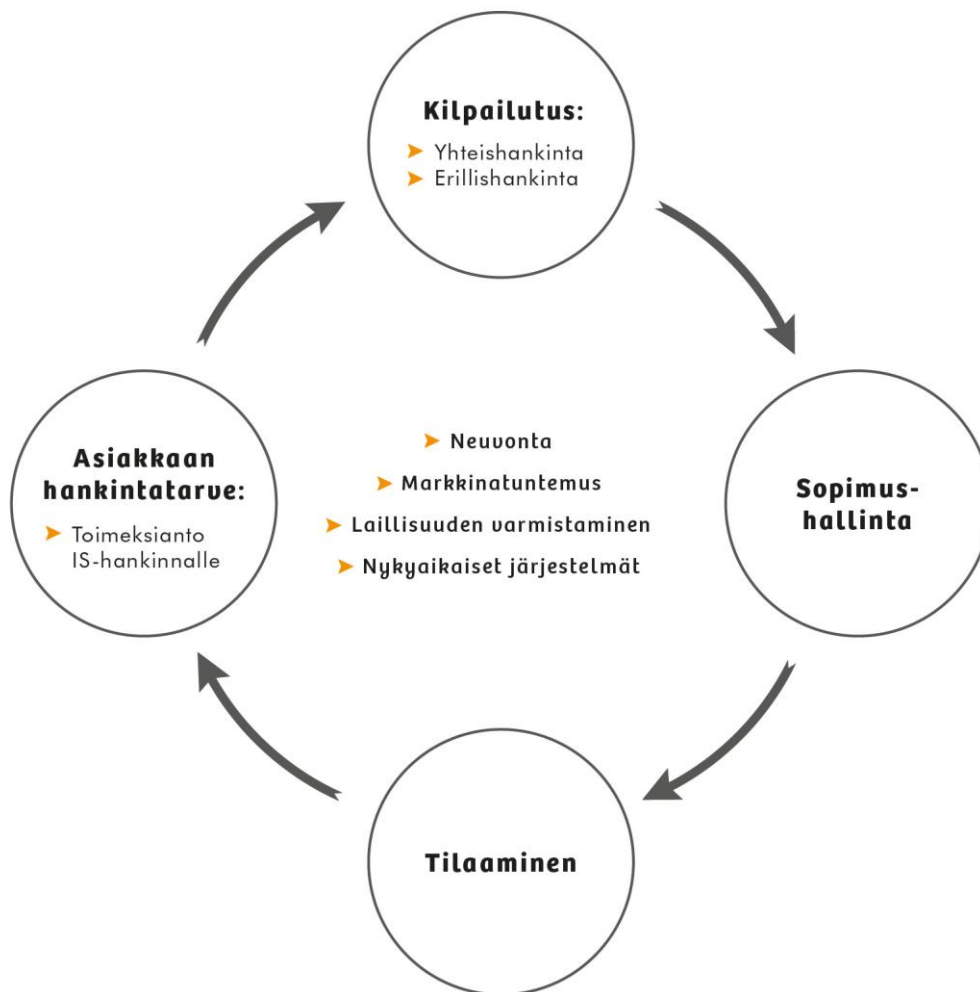 Kilpailutus:
➤ Yhteishankinta
➤ Erillishankinta
Asiakkaan
hankintatarve:
➤ Toimeksianto
IS-hankinnalle
➤ Neuvonta
➤ Markkinatuntemus
➤ Laillisuuden varmistaminen
➤ Nykyaikaiset järjestelmät
Sopimus-
hallinta
Tilaaminen